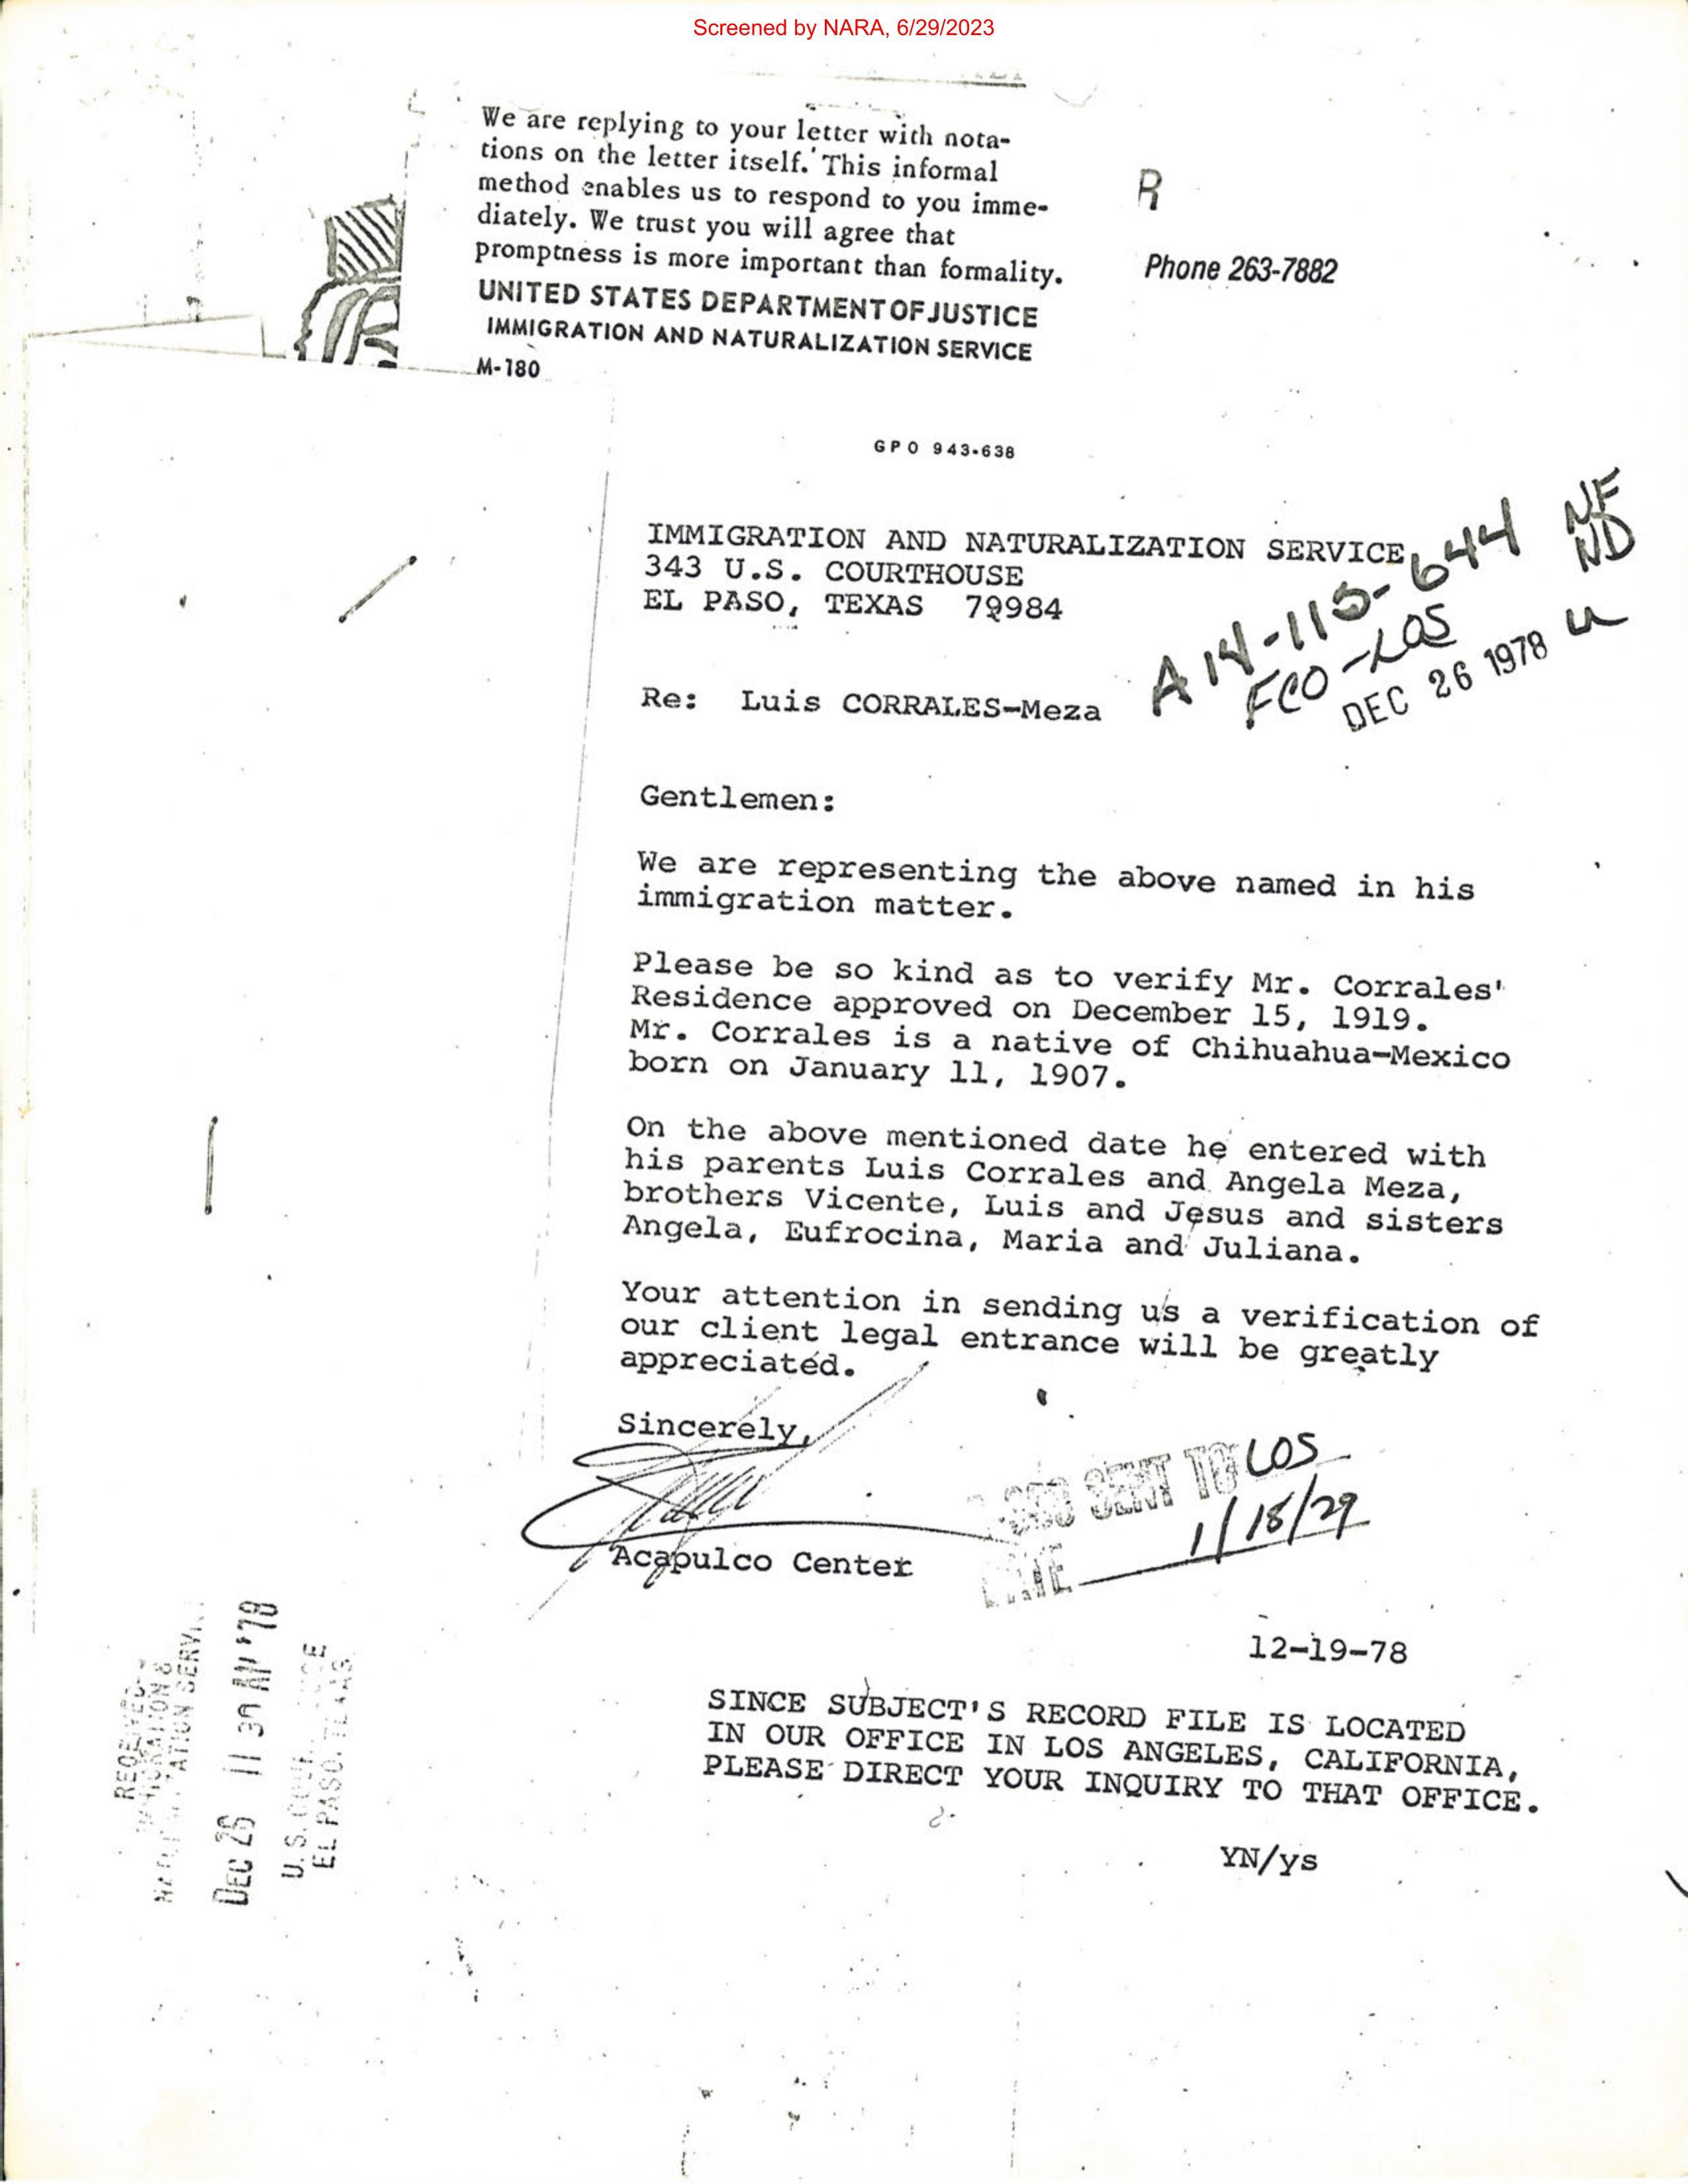 Screened by NARA, 6/29/2023
We are replying to your letter with nota-
tions on the letter itself. This informal
method enables us to respond to you imme-
diately. We trust you will agree that
promptness is more important than formality.
UNITED STATES DEPARTMENT OF JUSTICE
IMMIGRATION AND NATURALIZATION SERVICE
M-180
R
Phone 263-7882
GPO 943-638
IMMIGRATION AND NATURALIZATION SERVICE
343 U.S. COURTHOUSE
EL PASO, TEXAS 79984
A14-115-644
NF
ND
FCO-LOS
DEC 26 1978
Re: Luis CORRALES-Meza
Gentlemen:
We are representing the above named in his
immigration matter.
Please be so kind as to verify Mr. Corrales'
Residence approved on December 15, 1919.
Mr. Corrales is a native of Chihuahua-Mexico
born on January 11, 1907.
On the above mentioned date he entered with
his parents Luis Corrales and Angela Meza,
brothers Vicente, Luis and Jesus and sisters
Angela, Eufrocina, Maria and Juliana.
Your attention in sending us a verification of
our client legal entrance will be greatly
appreciated.
Sincerely,
SENT TO LOS
DATE 1/18/29
Acapulco Center
12-19-78
SINCE SUBJECT'S RECORD FILE IS LOCATED
IN OUR OFFICE IN LOS ANGELES, CALIFORNIA,
PLEASE DIRECT YOUR INQUIRY TO THAT OFFICE.
YN/ys
RECEIVED
DEC 26 11 30 AM '78
U.S.
EL PASO, TEXAS